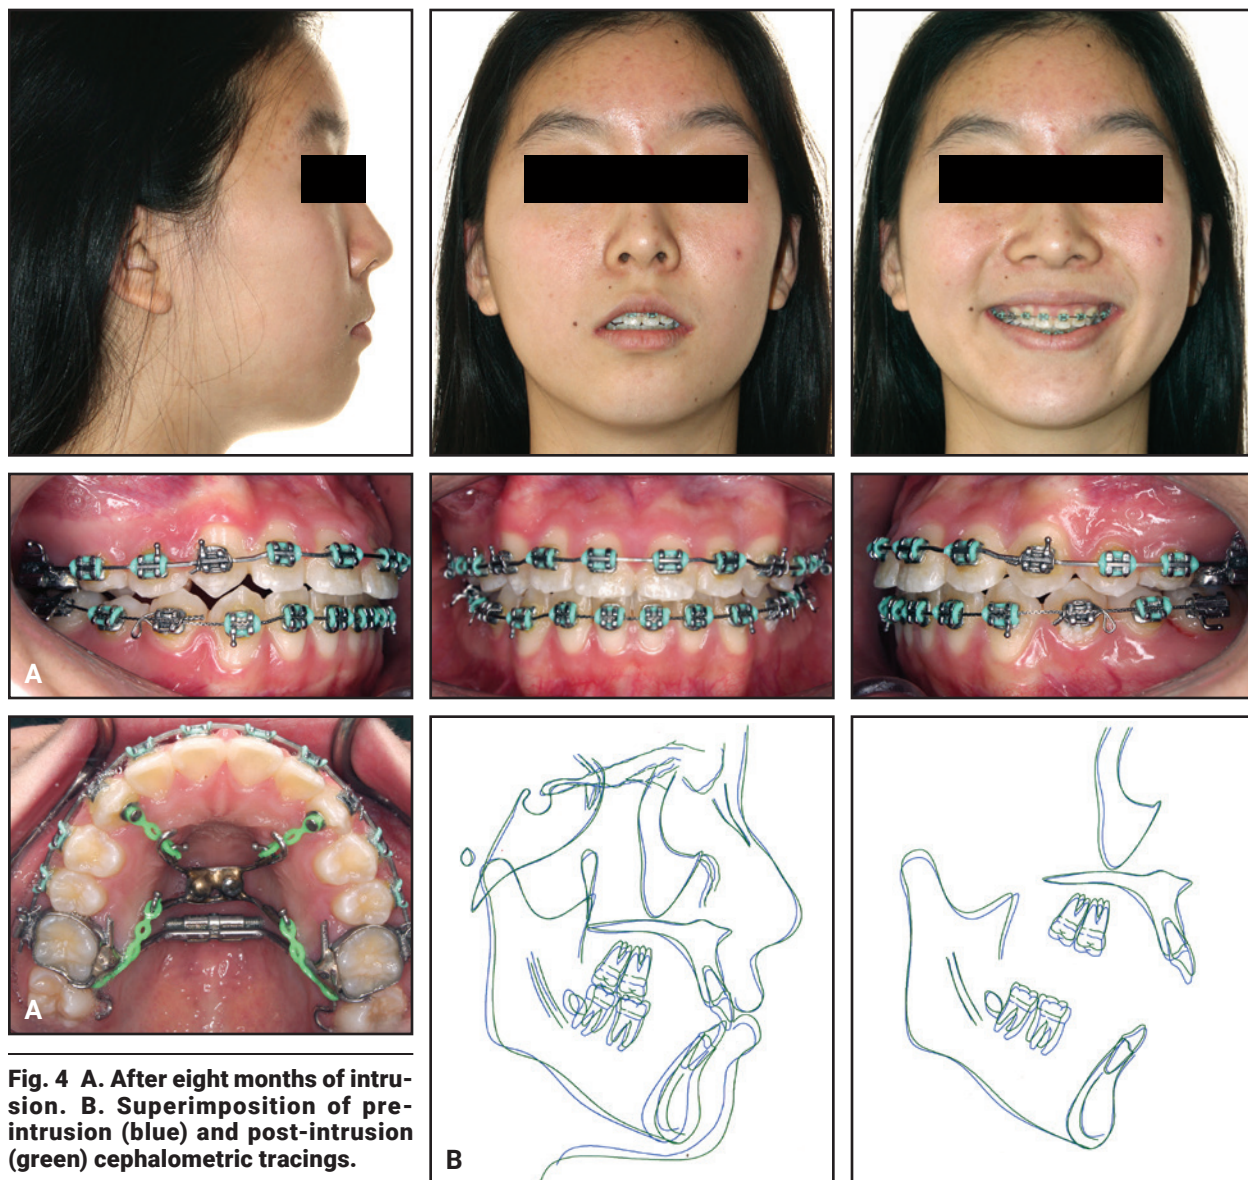 A
A
B
Fig. 4 A. After eight months of intru-
sion. B. Superimposition of pre-
intrusion (blue) and post-intrusion
(green) cephalometric tracings.